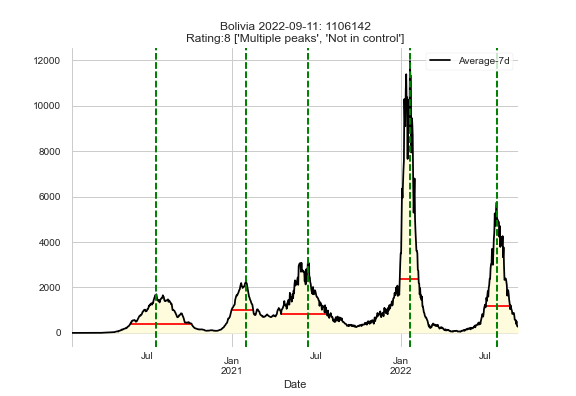 Bolivia 2022-09-11: 1106142
Rating:8 ['Multiple peaks', 'Not in control']
Average-7d
12000
10000
8000
6000
4000
2000
0
Jul
Jan
2021
Jul
Jan
2022
Jul
Date